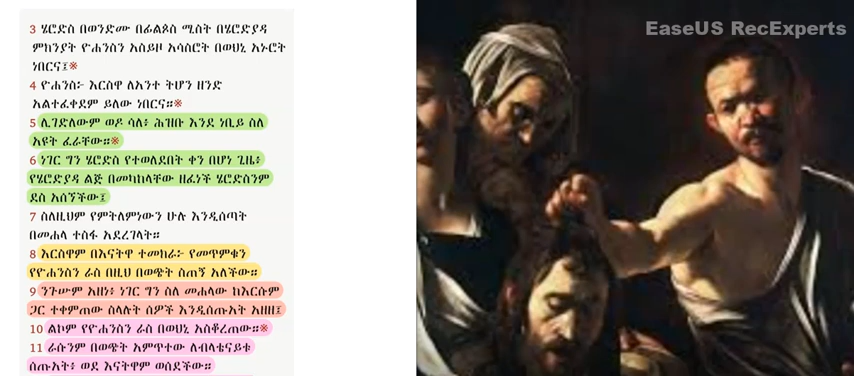 3 ሄሮድስ በወንድሙ በፊልጶስ ሚስት በሄሮድያዳ
ምክንያት ዮሐንስን አስይዞ አሳስሮት በወህኒ አኑሮት
ነበርና፤※
4 ዮሐንስ፦ እርስዋ ለአንተ ትሆን ዘንድ
አልተፈቀደም ይለው ነበርና።※
5 ሊገድለውም ወዶ ሳለ፥ ሕዝቡ እንደ ነቢይ ስለ
አዩት ፈራቸው።※
6 ነገር ግን ሄሮድስ የተወለደበት ቀን በሆነ ጊዜ፥
የሄሮድያዳ ልጅ በመካከላቸው ዘፈነች ሄሮድስንም
ደስ አሰኘችው፤
7 ስለዚህም የምትለምነውን ሁሉ እንዲሰጣት
በመሐላ ተስፋ አደረገላት።
8 እርስዋም በእናትዋ ተመክራ፦ የመጥምቁን
የዮሐንስን ራስ በዚህ በወጭት ስጠኝ አለችው።
9 ንጉሡም አዘነ፥ ነገር ግን ስለ መሐላው ከእርሱም
ጋር ተቀምጠው ስላሉት ሰዎች እንዲሰጡአት አዘዘ፤
10 ልኮም የዮሐንስን ራስ በወህኒ አስቆረጠው።※
11 ራሱንም በወጭት አምጥተው ለብላቴናይቱ
ሰጡአት፥ ወደ እናትዋም ወሰደችው።
EaseUS RecExperts